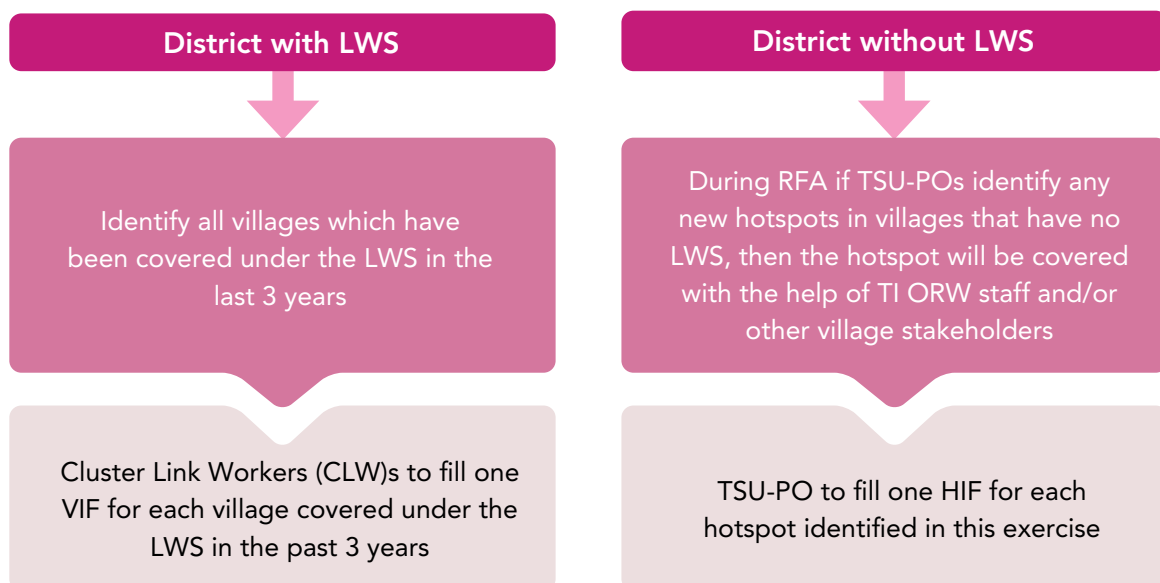 District with LWS
Identify all villages which have
been covered under the LWS in the
last 3 years
Cluster Link Workers (CLW)s to fill one
VIF for each village covered under the
LWS in the past 3 years
District without LWS
During RFA if TSU-POs identify any
new hotspots in villages that have no
LWS, then the hotspot will be covered
with the help of TI ORW staff and/or
other village stakeholders
TSU-PO to fill one HIF for each
hotspot identified in this exercise